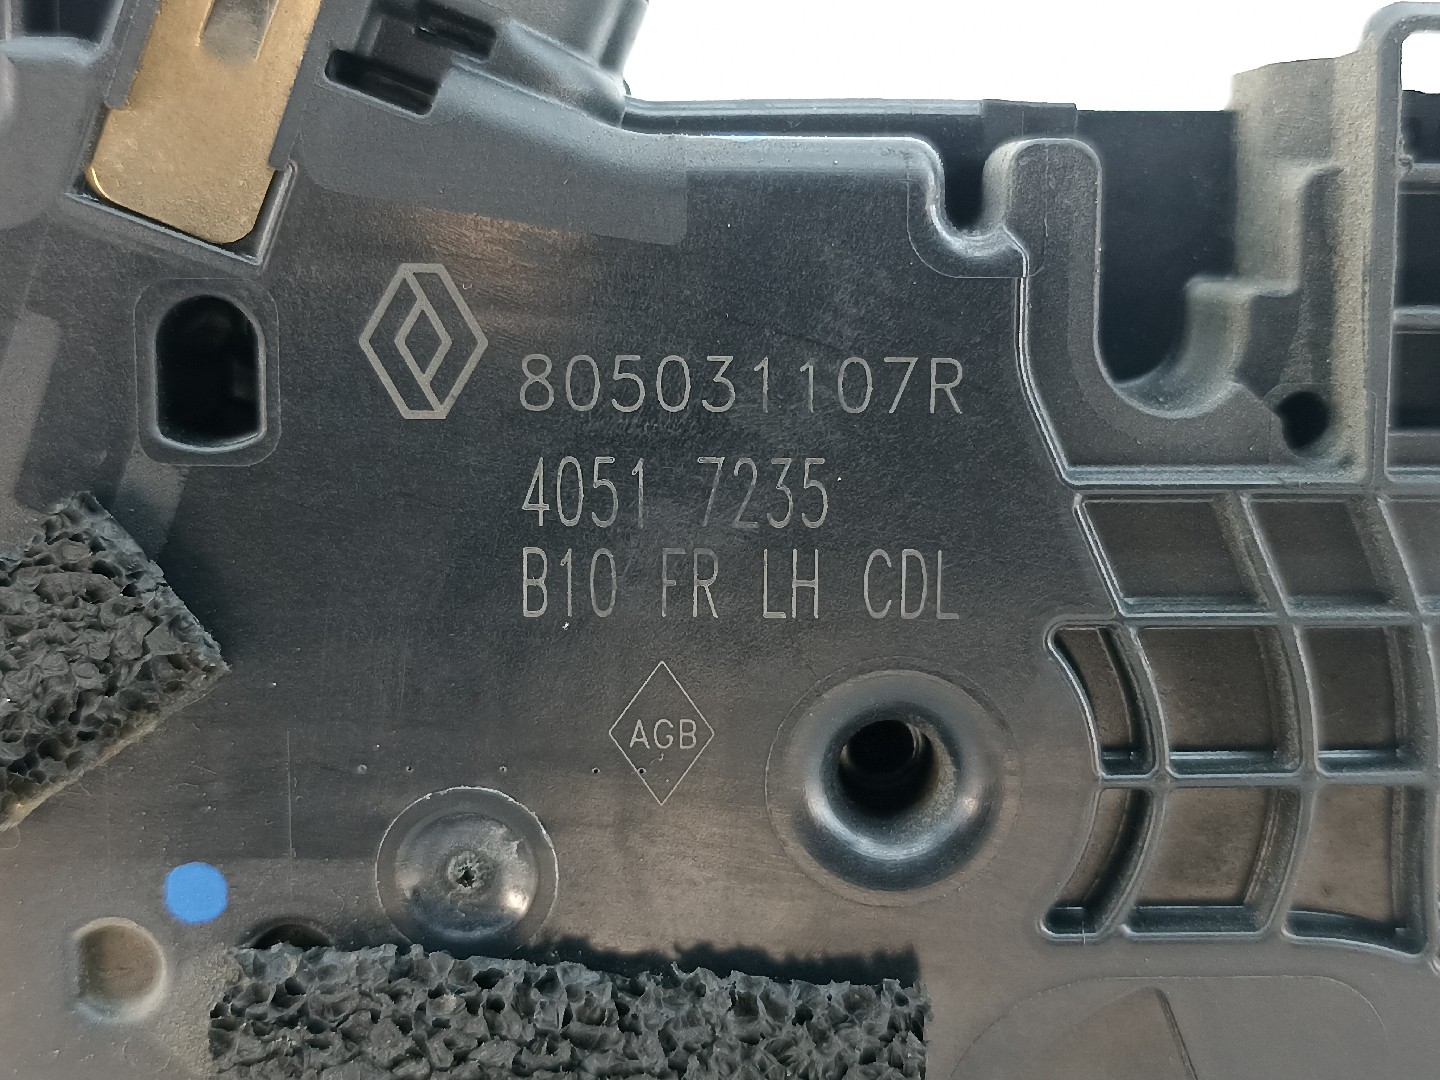 805031107R
4051 7235
B10 FR LH CDL
AGB